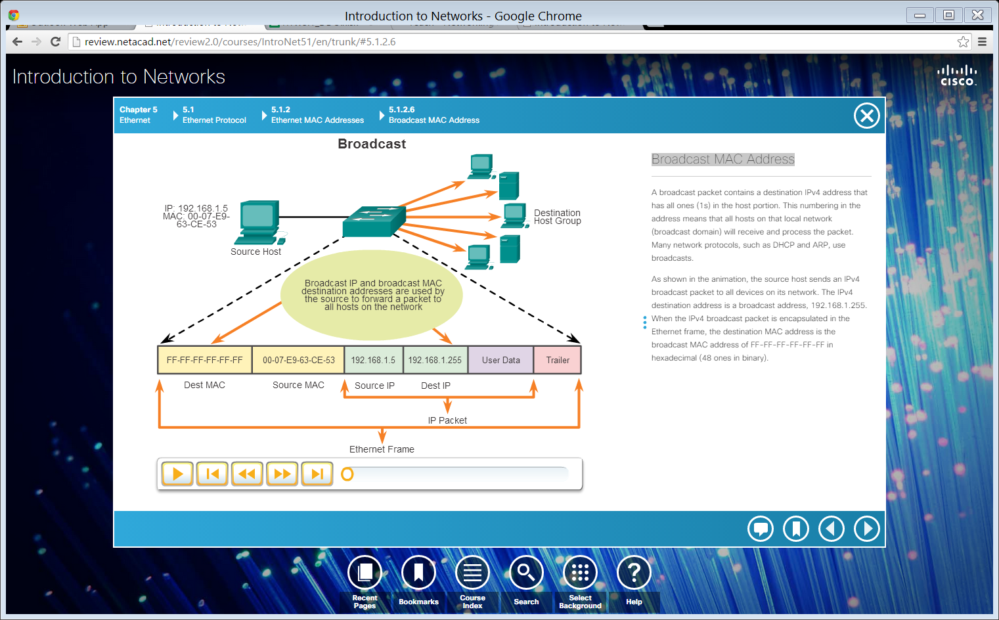 Introduction to Networks - Google Chrome
review.netacad.net/review2.0/courses/IntroNet51/en/trunk/#5.1.2.6
Introduction to Networks
CISCO
Chapter 5
Ethernet
5.1
Ethernet Protocol
5.1.2
Ethernet MAC Addresses
5.1.2.6
Broadcast MAC Address
Broadcast
IP: 192.168.1.5
MAC: 00-07-E9-
63-CE-53
Source Host
Destination
Host Group
Broadcast IP and broadcast MAC
destination addresses are used by
the source to forward a packet to
all hosts on the network
FF-FF-FF-FF-FF-FF
00-07-E9-63-CE-53
192.168.1.5
192.168.1.255
User Data
Trailer
Dest MAC
Source MAC
Source IP
Dest IP
IP Packet
Ethernet Frame
Broadcast MAC Address
A broadcast packet contains a destination IPv4 address that
has all ones (1s) in the host portion. This numbering in the
address means that all hosts on that local network
(broadcast domain) will receive and process the packet.
Many network protocols, such as DHCP and ARP, use
broadcasts.
As shown in the animation, the source host sends an IPv4
broadcast packet to all devices on its network. The IPv4
destination address is a broadcast address, 192.168.1.255.
When the IPv4 broadcast packet is encapsulated in the
Ethernet frame, the destination MAC address is the
broadcast MAC address of FF-FF-FF-FF-FF-FF in
hexadecimal (48 ones in binary).
Recent
Pages
Bookmarks
Course
Index
Search
Select
Background
Help